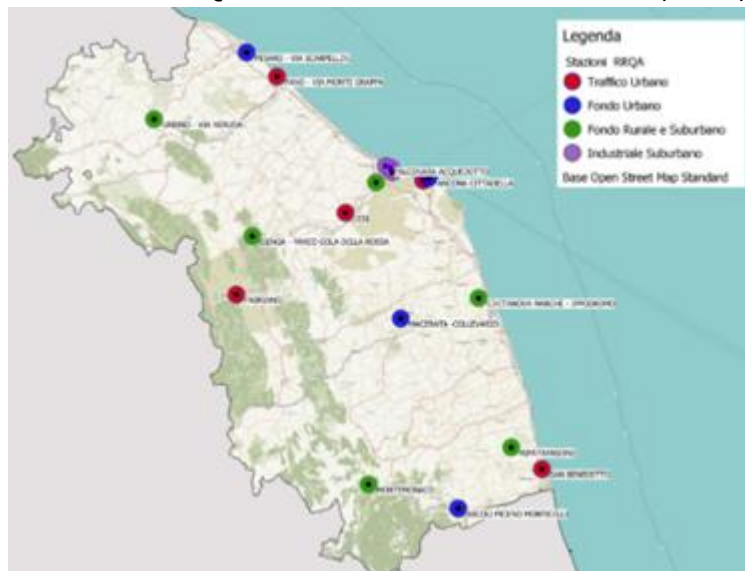 Legenda
Stazioni RRQA
Traffico Urbano
Fondo Urbano
Fondo Rurale e Suburbano
Industriale Suburbano
Base Open Street Map Standard
PESARO - VIA SCARPELLINI
FANO - VIA MONTE GRAPPA
URBINO - VIA NERUDA
FALCONARA ACQUEDOTTO
ANCONA CITTADELLA
GENGA - PARCO GOLA DELLA ROSSA
FABRIANO
CIVITANOVA MARCHE - IPPODROMO
MACERATA - COLLEVARIO
RIPATRANSONE
SAN BENEDETTO
MONTEMONACO
ASCOLI PICENO MONTICELLI